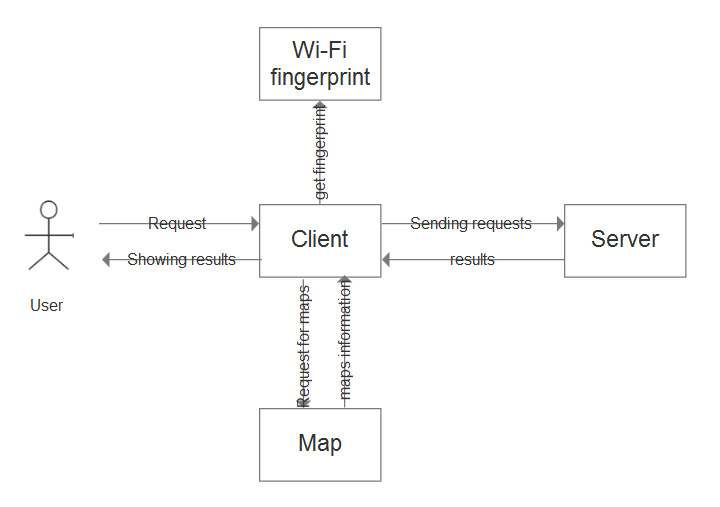 Wi-Fi
fingerprint
get fingerprint
Request
Client
Sending requests
Server
Showing results
results
User
Request for maps
maps information
Map